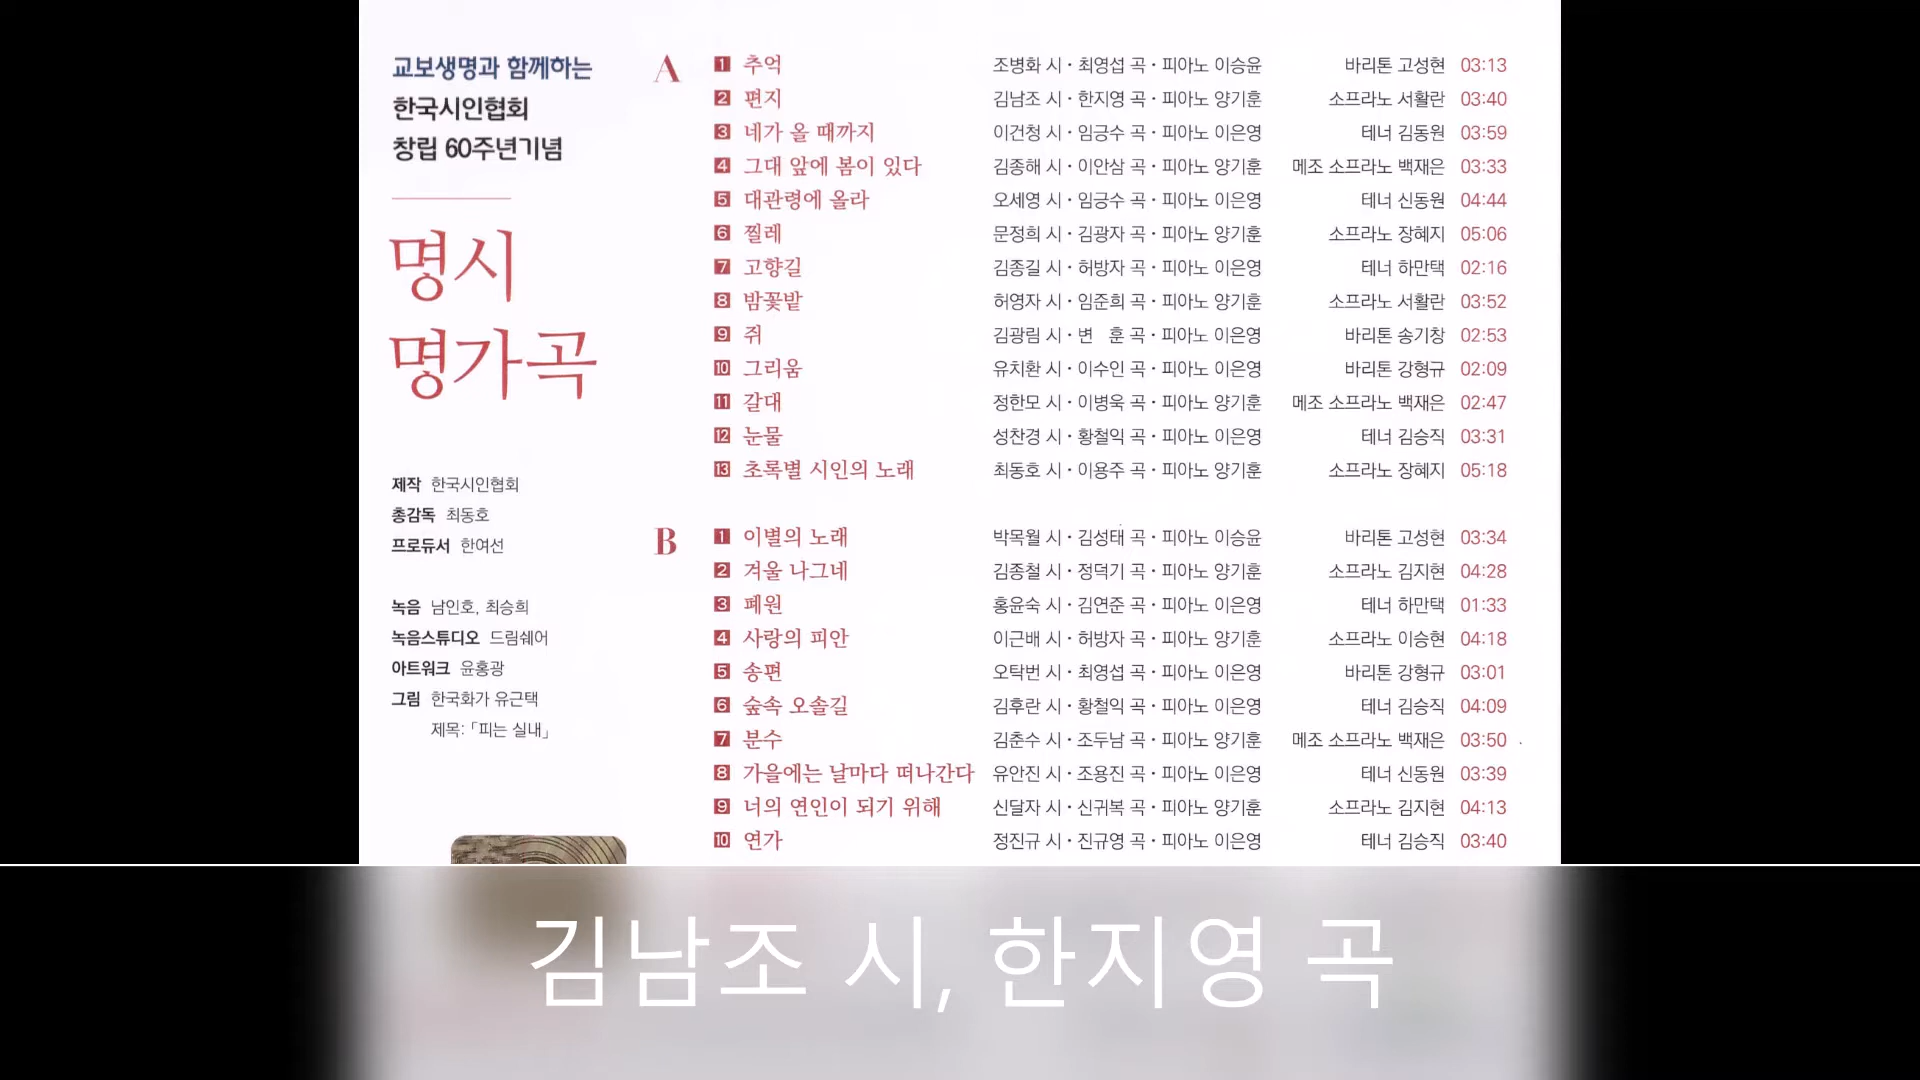 교보생명과 함께하는
한국시인협회
창립 60주년기념
명시
명가곡
제작 한국시인협회
총감독 최동호
프로듀서 한여선
녹음 남인호, 최승희
녹음스튜디오 드림쉐어
아트워크 윤홍광
그림 한국화가 유근택
제목: 「피는 실내」
A
1 추억 조병화 시 · 최영섭 곡 · 피아노 이승윤 바리톤 고성현 03:13
2 편지 김남조 시 · 한지영 곡 · 피아노 양기훈 소프라노 서활란 03:40
3 네가 올 때까지 이건청 시 · 임긍수 곡 · 피아노 이은영 테너 김동원 03:59
4 그대 앞에 봄이 있다 김종해 시 · 이안삼 곡 · 피아노 양기훈 메조 소프라노 백재은 03:33
5 대관령에 올라 오세영 시 · 임긍수 곡 · 피아노 이은영 테너 신동원 04:44
6 찔레 문정희 시 · 김광자 곡 · 피아노 양기훈 소프라노 장혜지 05:06
7 고향길 김종길 시 · 허방자 곡 · 피아노 이은영 테너 하만택 02:16
8 밤꽃밭 허영자 시 · 임준희 곡 · 피아노 양기훈 소프라노 서활란 03:52
9 쥐 김광림 시 · 변 훈 곡 · 피아노 이은영 바리톤 송기창 02:53
10 그리움 유치환 시 · 이수인 곡 · 피아노 이은영 바리톤 강형규 02:09
11 갈대 정한모 시 · 이병욱 곡 · 피아노 양기훈 메조 소프라노 백재은 02:47
12 눈물 성찬경 시 · 황철익 곡 · 피아노 이은영 테너 김승직 03:31
13 초록별 시인의 노래 최동호 시 · 이용주 곡 · 피아노 양기훈 소프라노 장혜지 05:18
B
1 이별의 노래 박목월 시 · 김성태 곡 · 피아노 이승윤 바리톤 고성현 03:34
2 겨울 나그네 김종철 시 · 정덕기 곡 · 피아노 양기훈 소프라노 김지현 04:28
3 폐원 홍윤숙 시 · 김연준 곡 · 피아노 이은영 테너 하만택 01:33
4 사랑의 피안 이근배 시 · 허방자 곡 · 피아노 양기훈 소프라노 이승현 04:18
5 송편 오탁번 시 · 최영섭 곡 · 피아노 이은영 바리톤 강형규 03:01
6 숲속 오솔길 김후란 시 · 황철익 곡 · 피아노 이은영 테너 김승직 04:09
7 분수 김춘수 시 · 조두남 곡 · 피아노 양기훈 메조 소프라노 백재은 03:50
8 가을에는 날마다 떠나간다 유안진 시 · 조용진 곡 · 피아노 이은영 테너 신동원 03:39
9 너의 연인이 되기 위해 신달자 시 · 신귀복 곡 · 피아노 양기훈 소프라노 김지현 04:13
10 연가 정진규 시 · 진규영 곡 · 피아노 이은영 테너 김승직 03:40
김남조 시, 한지영 곡